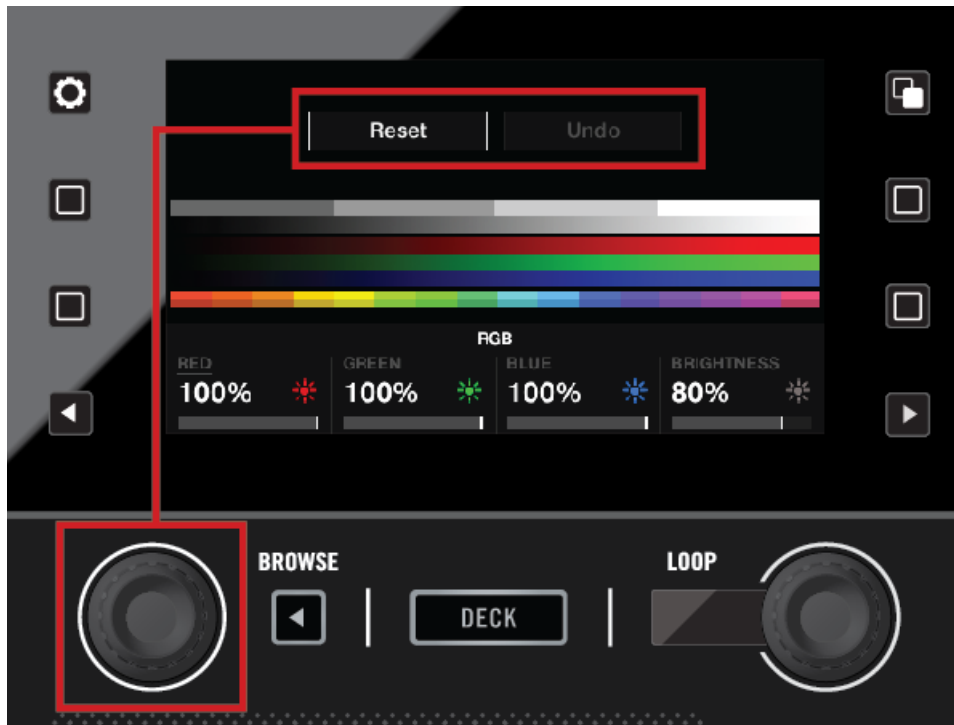 Reset Undo
RGB
RED GREEN BLUE BRIGHTNESS
100% 100% 100% 80%
BROWSE LOOP
DECK